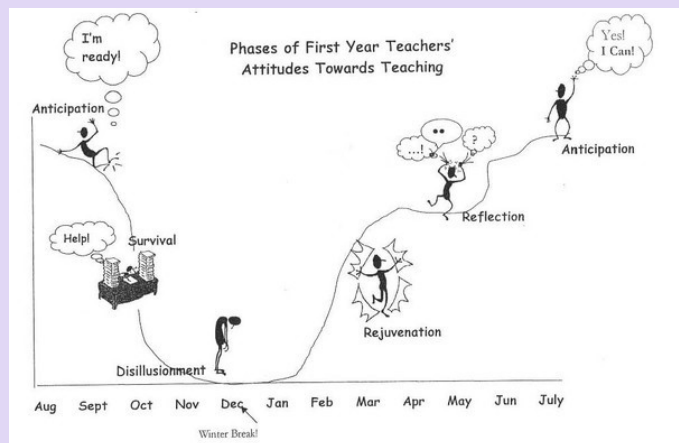 Phases of First Year Teachers'
Attitudes Towards Teaching
I'm
ready!
Anticipation
Help!
Survival
Disillusionment
Rejuvenation
...!
••
?
Reflection
Yes!
I Can!
Anticipation
Aug Sept Oct Nov Dec Jan Feb Mar Apr May Jun July
Winter Break!